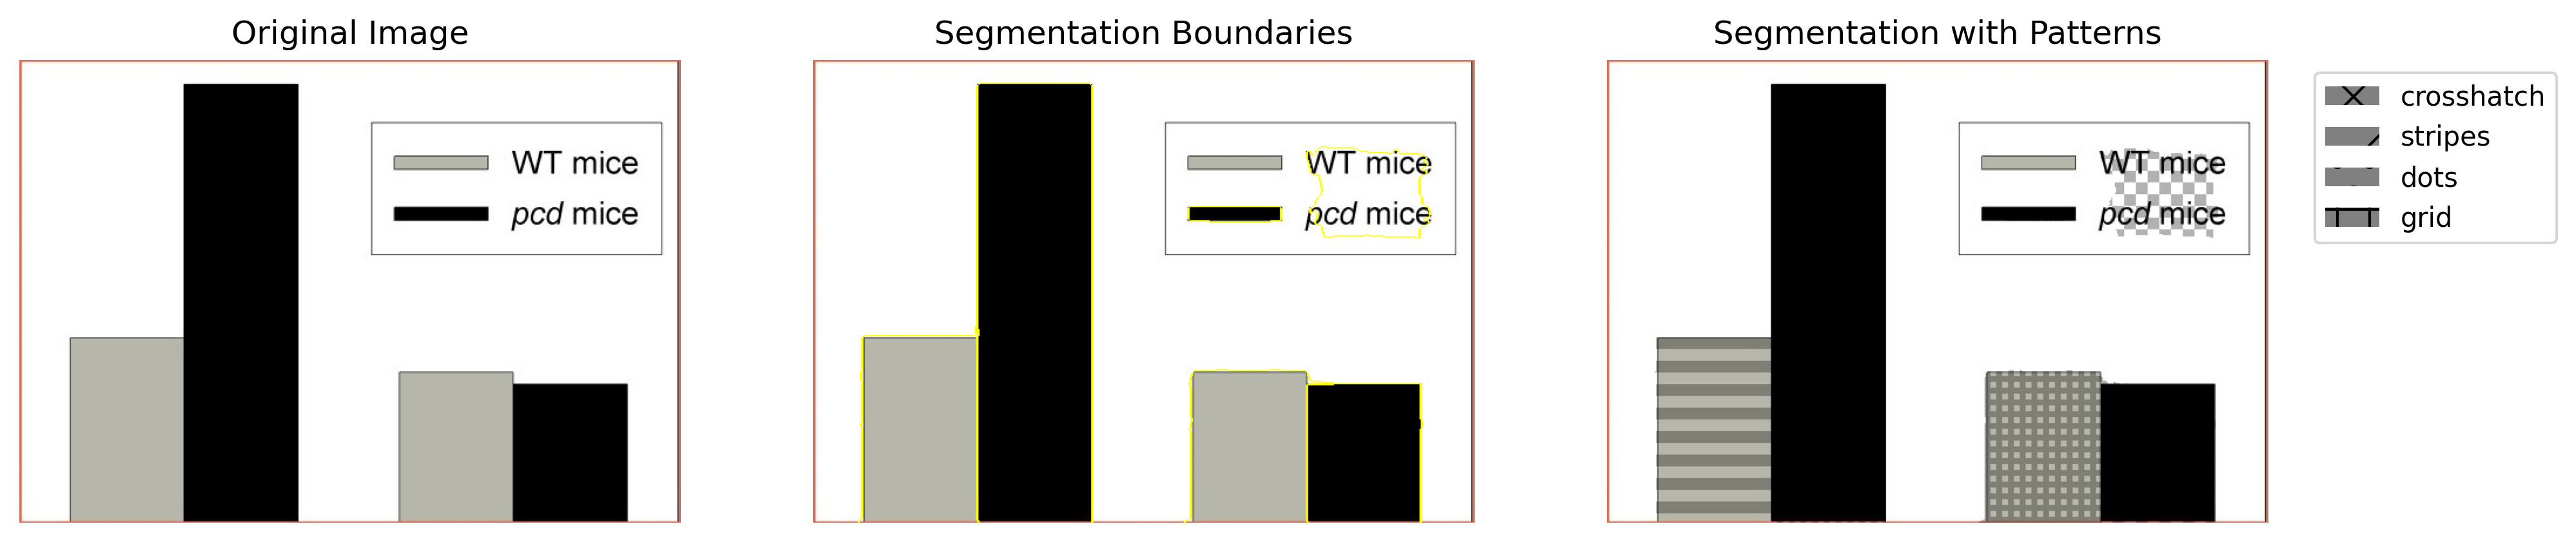 Original Image
WT mice
pcd mice
Segmentation Boundaries
WT mice
pcd mice
Segmentation with Patterns
WT mice
pcd mice
crosshatch
stripes
dots
grid